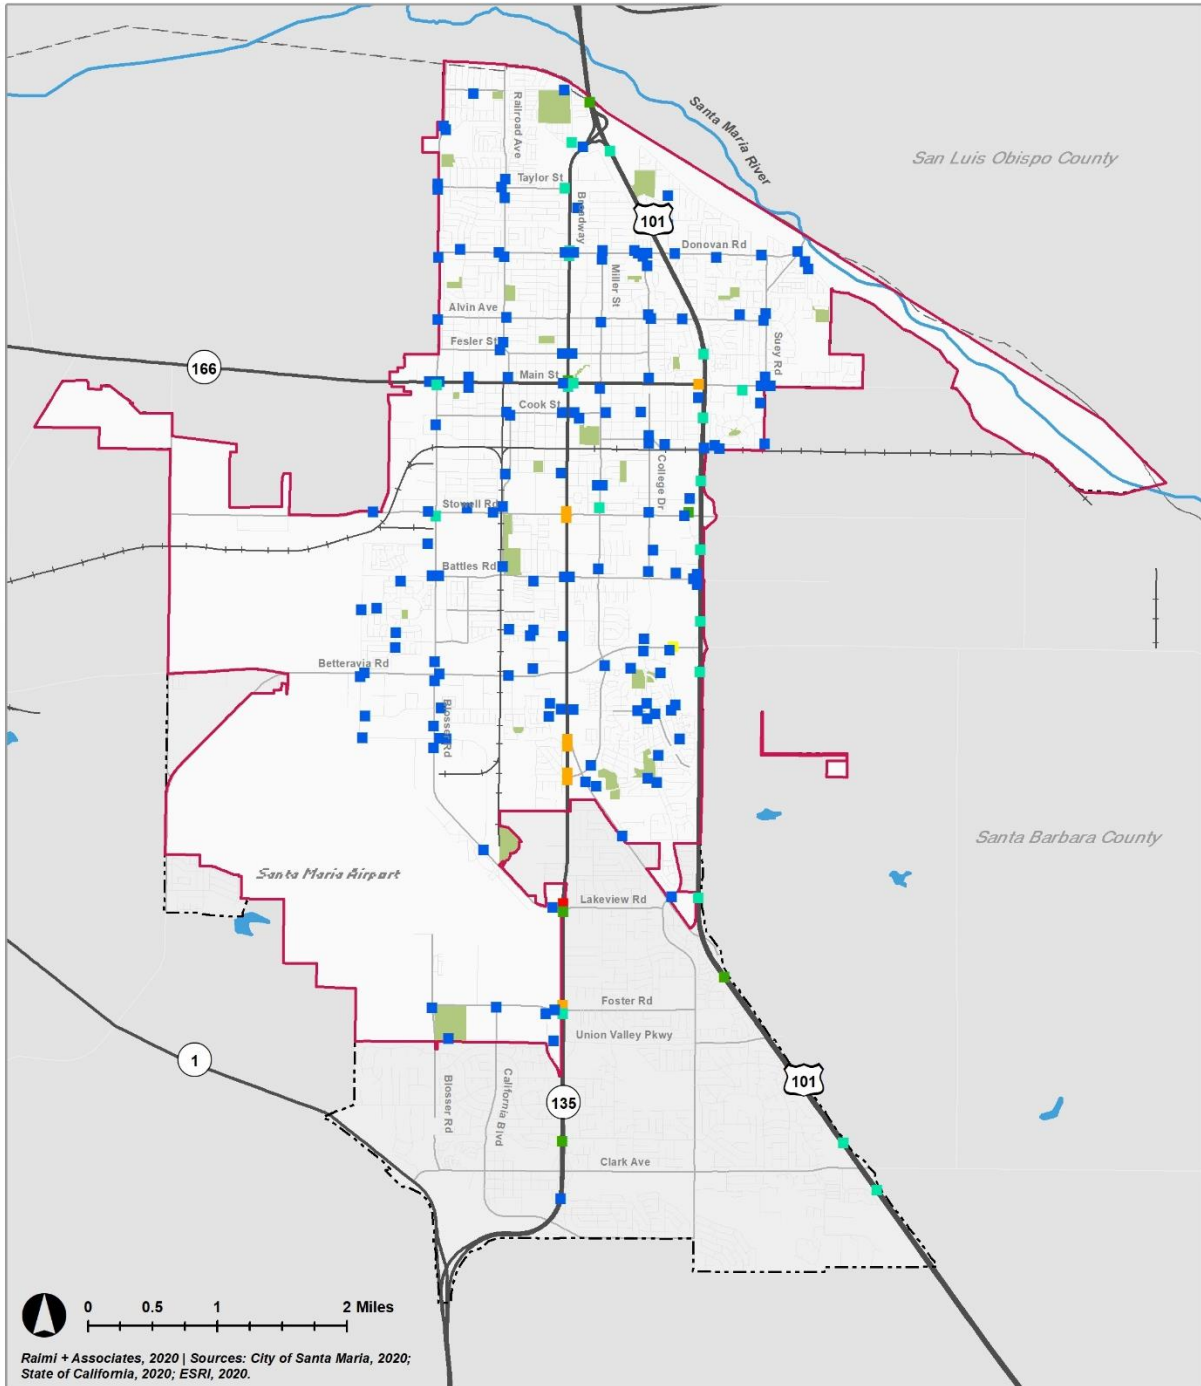 Santa Maria River
San Luis Obispo County
Railroad Ave
Taylor St
Broadway
101
Donovan Rd
Miller St
Alvin Ave
Fesler St
Suey Rd
166
Main St
Cook St
College Dr
Stowell Rd
Battles Rd
Betteravia Rd
Blosser Rd
Santa Barbara County
Santa Maria Airport
Lakeview Rd
Foster Rd
Union Valley Pkwy
1
Blosser Rd
California Blvd
135
101
Clark Ave
0 0.5 1 2 Miles
Raimi + Associates, 2020 | Sources: City of Santa Maria, 2020;
State of California, 2020; ESRI, 2020.